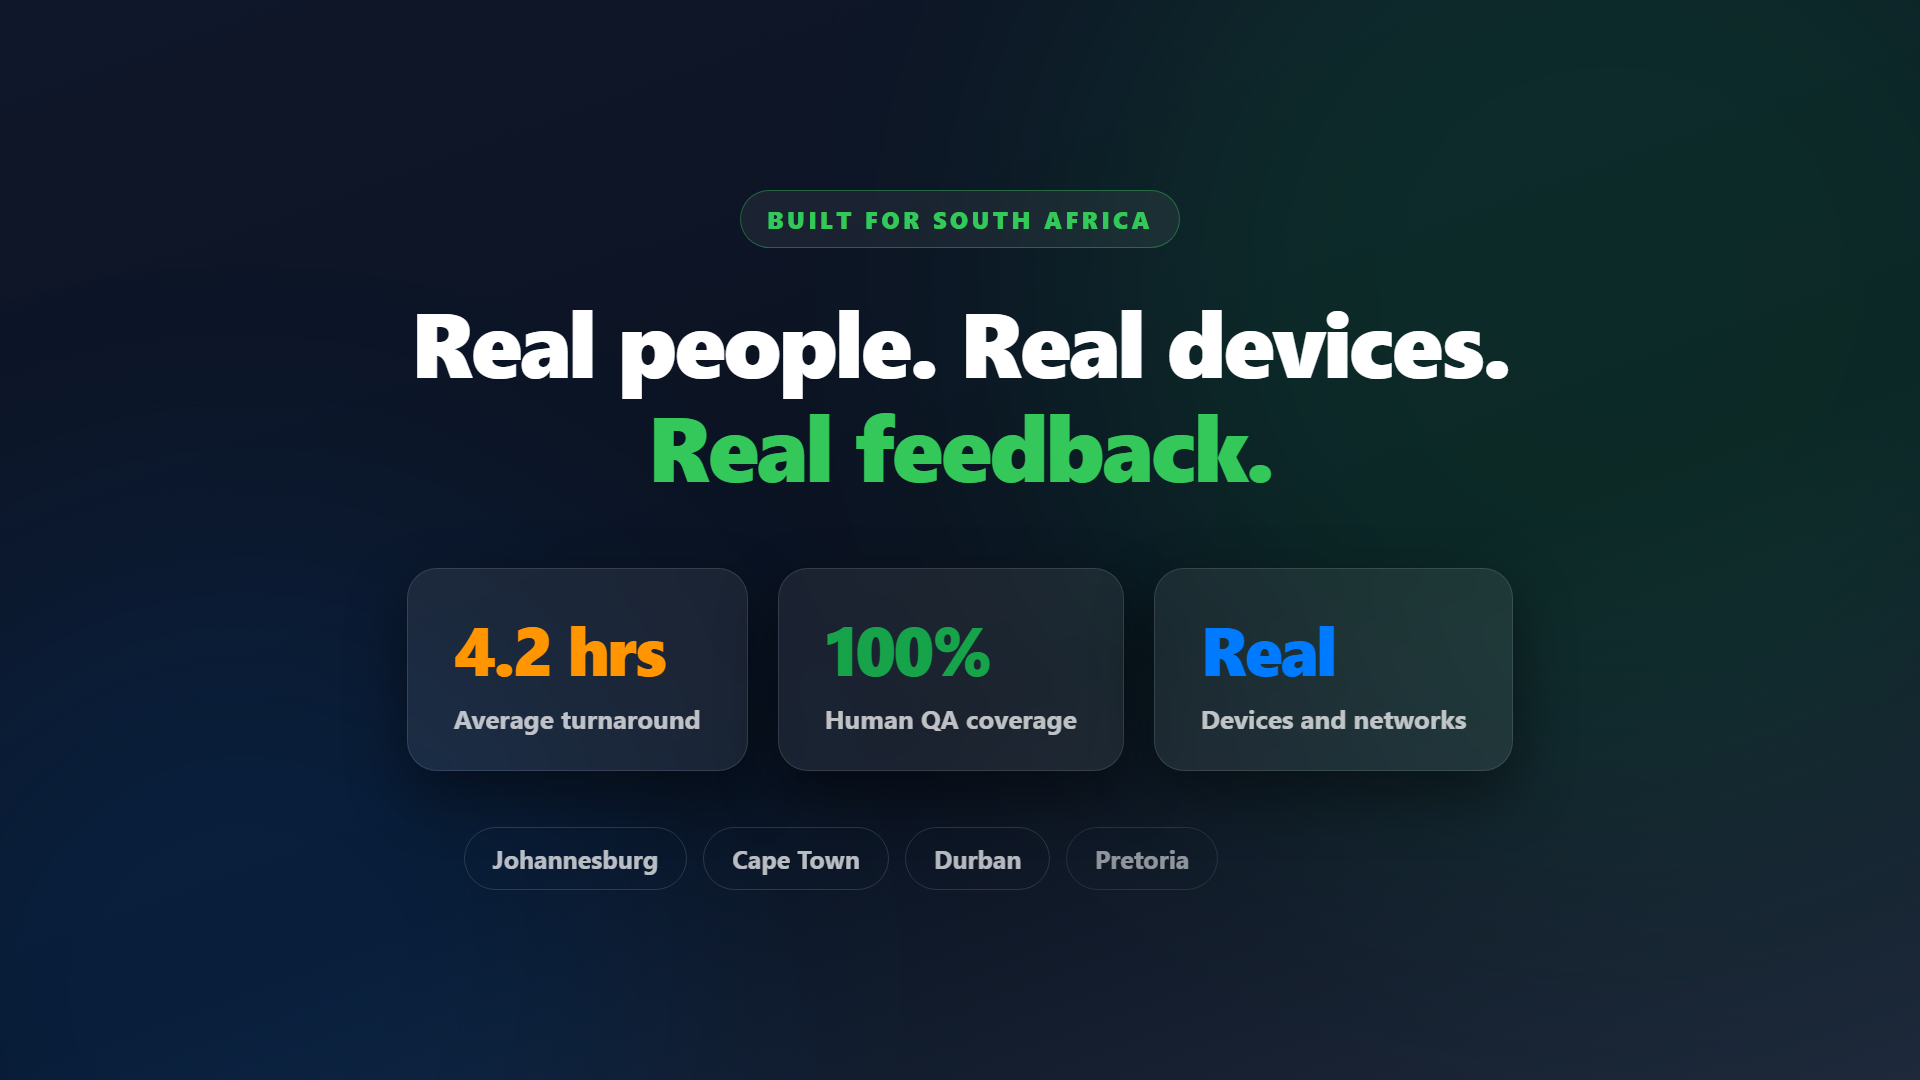 BUILT FOR SOUTH AFRICA
Real people. Real devices.
Real feedback.
4.2 hrs
Average turnaround
100%
Human QA coverage
Real
Devices and networks
Johannesburg
Cape Town
Durban
Pretoria